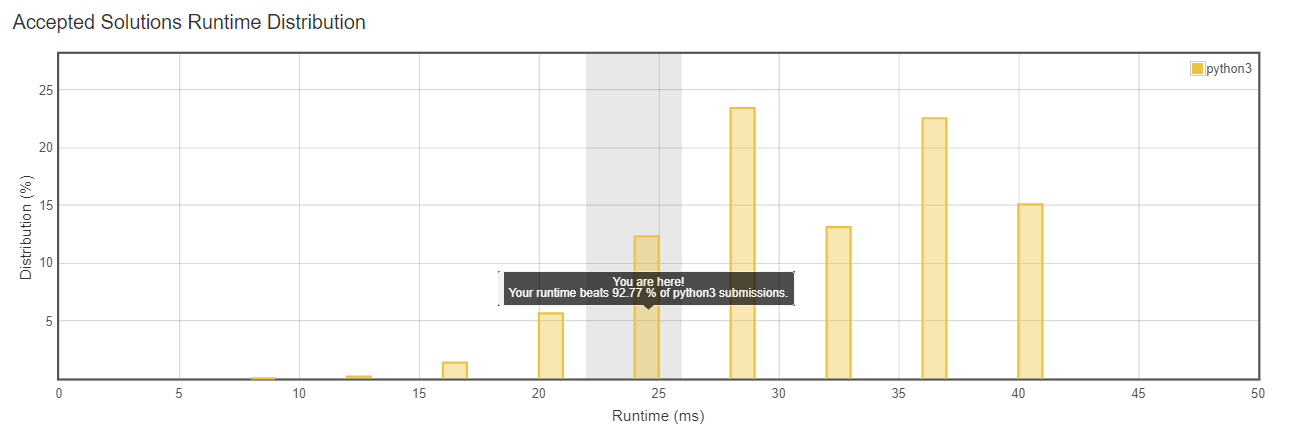 Accepted Solutions Runtime Distribution
python3
25
20
15
10
5
Distribution (%)
You are here!
Your runtime beats 92.77 % of python3 submissions.
0 5 10 15 20 25 30 35 40 45 50
Runtime (ms)